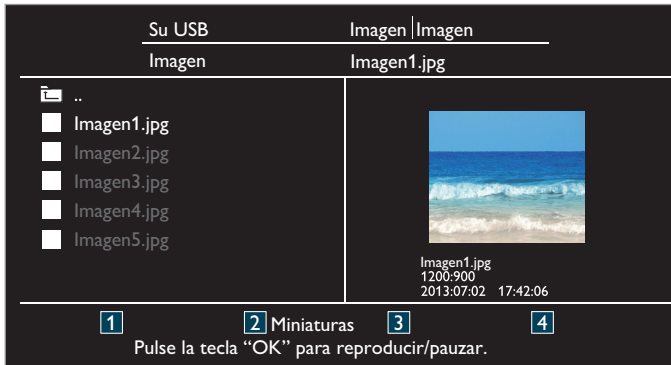 Su USB Imagen Imagen
Imagen Imagen1.jpg
..
Imagen1.jpg
Imagen2.jpg
Imagen3.jpg
Imagen4.jpg
Imagen5.jpg
Imagen1.jpg
1200:900
2013:07:02 17:42:06
1 2 Miniaturas 3 4
Pulse la tecla “OK” para reproducir/pauzar.